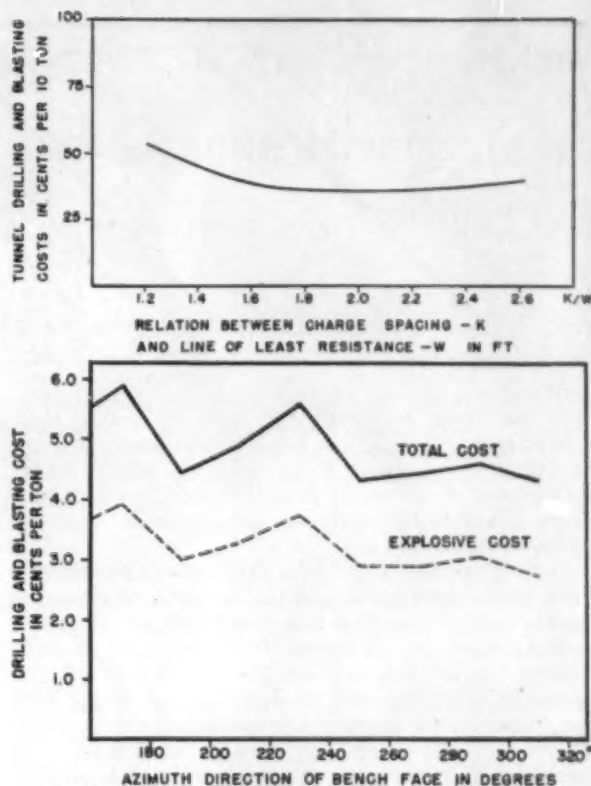 TUNNEL DRILLING AND BLASTING
COSTS IN CENTS PER 10 TON
100
75
50
25
1.2 1.4 1.6 1.8 2.0 2.2 2.4 2.6 K/W
RELATION BETWEEN CHARGE SPACING - K
AND LINE OF LEAST RESISTANCE - W IN FT
DRILLING AND BLASTING COST
IN CENTS PER TON
6.0
5.0
4.0
3.0
2.0
1.0
TOTAL COST
EXPLOSIVE COST
180 200 220 240 260 280 300 320°
AZIMUTH DIRECTION OF BENCH FACE IN DEGREES